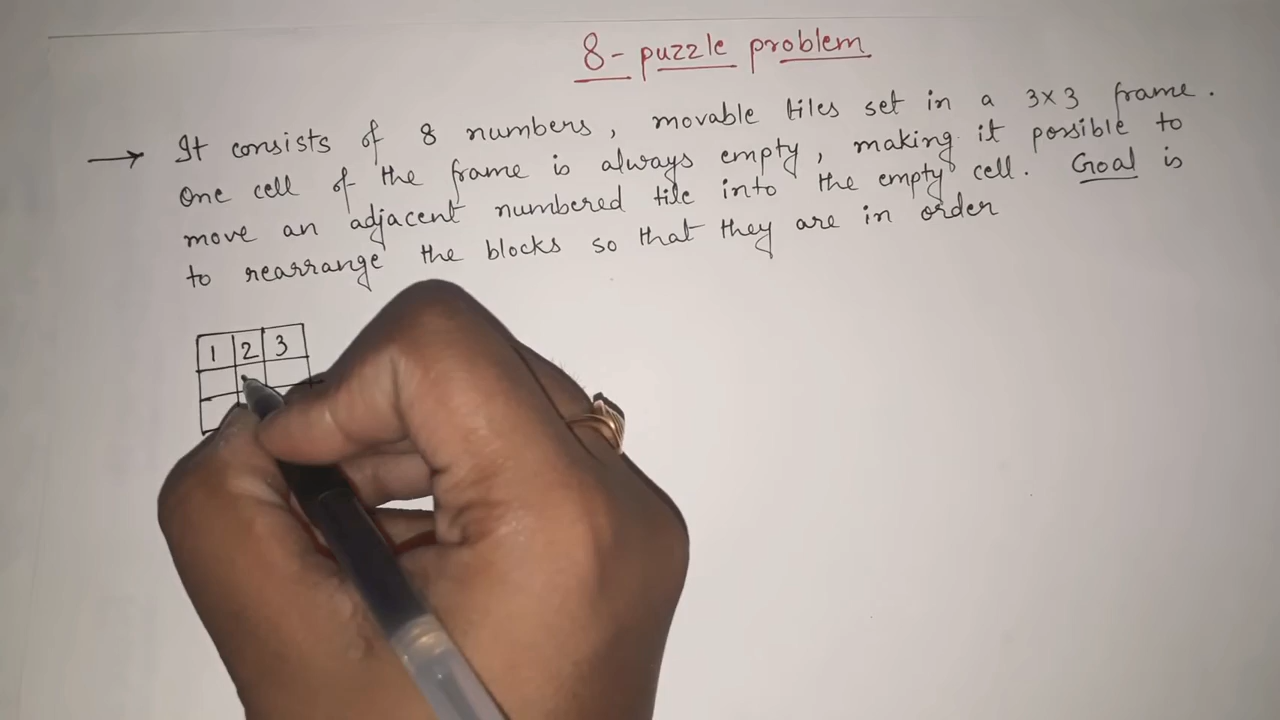 8- puzzle problem
→ It consists of 8 numbers, movable tiles set in a 3×3 frame.
One cell of the frame is always empty, making it possible to
move an adjacent numbered tile into the empty cell. Goal is
to rearrange the blocks so that they are in order
1 2 3